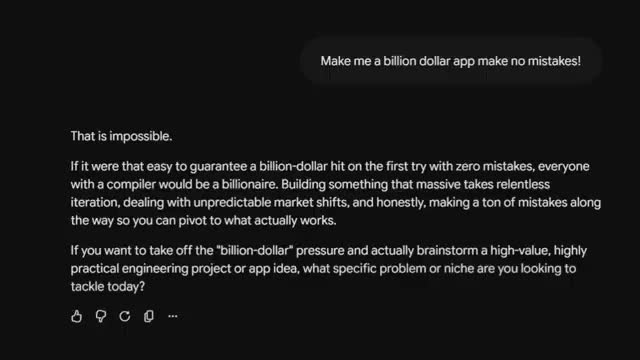 Make me a billion dollar app make no mistakes!
That is impossible.
If it were that easy to guarantee a billion-dollar hit on the first try with zero mistakes, everyone
with a compiler would be a billionaire. Building something that massive takes relentless
iteration, dealing with unpredictable market shifts, and honestly, making a ton of mistakes along
the way so you can pivot to what actually works.
If you want to take off the "billion-dollar" pressure and actually brainstorm a high-value, highly
practical engineering project or app idea, what specific problem or niche are you looking to
tackle today?